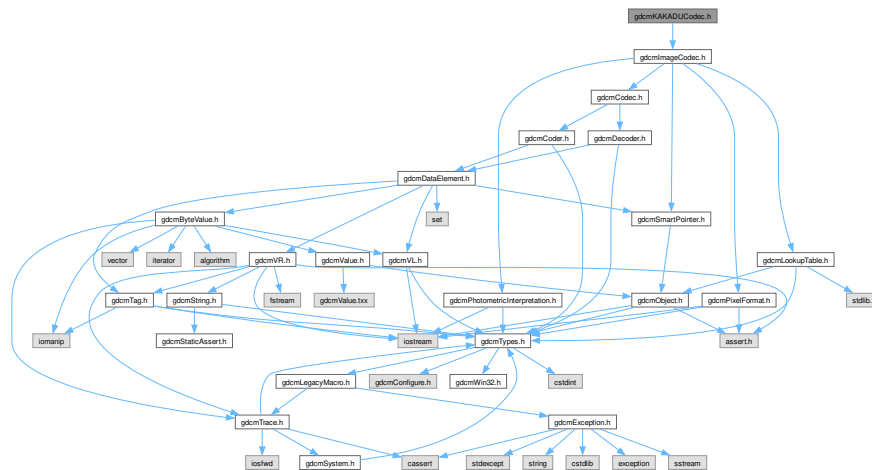 gdcmKAKADUCodec.h
gdcmImageCodec.h
gdcmCodec.h
gdcmCoder.h
gdcmDecoder.h
gdcmDataElement.h
gdcmByteValue.h
set
gdcmSmartPointer.h
vector
iterator
algorithm
gdcmVR.h
gdcmValue.h
gdcmVL.h
gdcmLookupTable.h
gdcmTag.h
gdcmString.h
fstream
gdcmValue.txx
gdcmPhotometricInterpretation.h
gdcmObject.h
gdcmPixelFormat.h
stdlib.
iomanip
gdcmStaticAssert.h
iostream
gdcmTypes.h
assert.h
gdcmLegacyMacro.h
gdcmConfigure.h
gdcmWin32.h
cstdint
gdcmTrace.h
gdcmException.h
iosfwd
gdcmSystem.h
cassert
stdexcept
string
cstdlib
exception
sstream